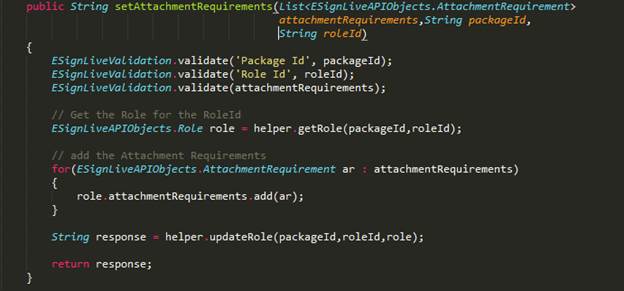 public String setAttachmentRequirements(List<ESignLiveAPIObjects.AttachmentRequirement>
attachmentRequirements,String packageId,
String roleId)
{
ESignLiveValidation.validate('Package Id', packageId);
ESignLiveValidation.validate('Role Id', roleId);
ESignLiveValidation.validate(attachmentRequirements);
// Get the Role for the RoleId
ESignLiveAPIObjects.Role role = helper.getRole(packageId,roleId);
// add the Attachment Requirements
for(ESignLiveAPIObjects.AttachmentRequirement ar : attachmentRequirements)
{
role.attachmentRequirements.add(ar);
}
String response = helper.updateRole(packageId,roleId,role);
return response;
}